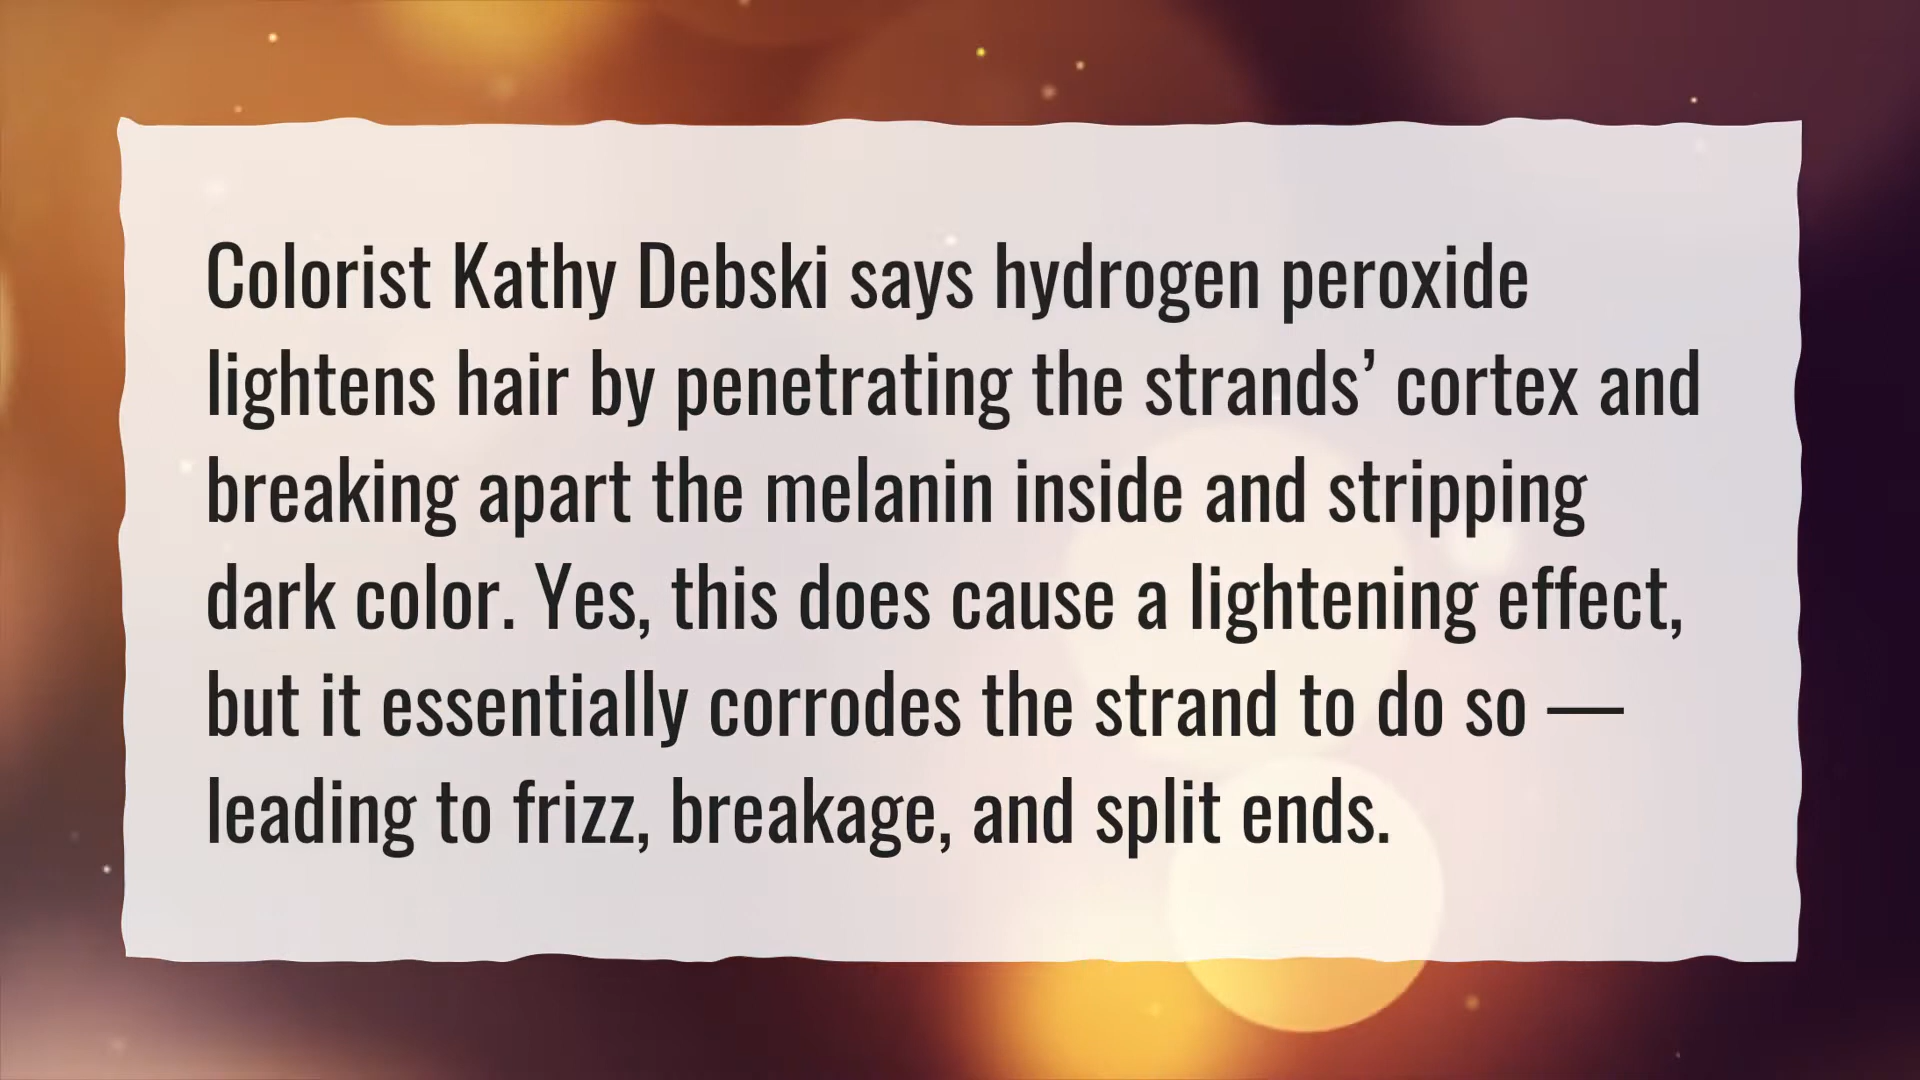 Colorist Kathy Debski says hydrogen peroxide
lightens hair by penetrating the strands’ cortex and
breaking apart the melanin inside and stripping
dark color. Yes, this does cause a lightening effect,
but it essentially corrodes the strand to do so —
leading to frizz, breakage, and split ends.